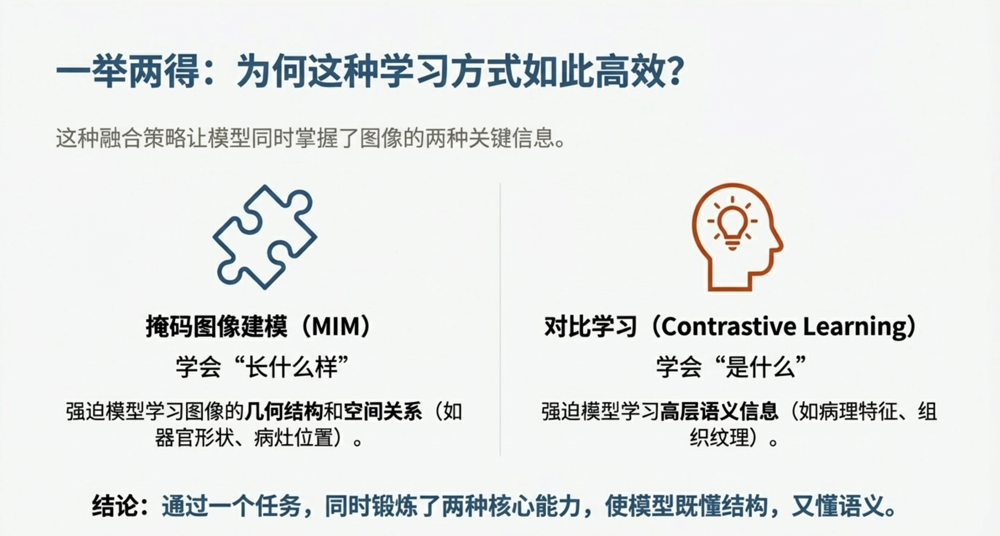 一举两得：为何这种学习方式如此高效？
这种融合策略让模型同时掌握了图像的两种关键信息。
掩码图像建模（MIM）
学会“长什么样”
强迫模型学习图像的几何结构和空间关系（如
器官形状、病灶位置）。
对比学习（Contrastive Learning）
学会“是什么”
强迫模型学习高层语义信息（如病理特征、组
织纹理）。
结论：通过一个任务，同时锻炼了两种核心能力，使模型既懂结构，又懂语义。